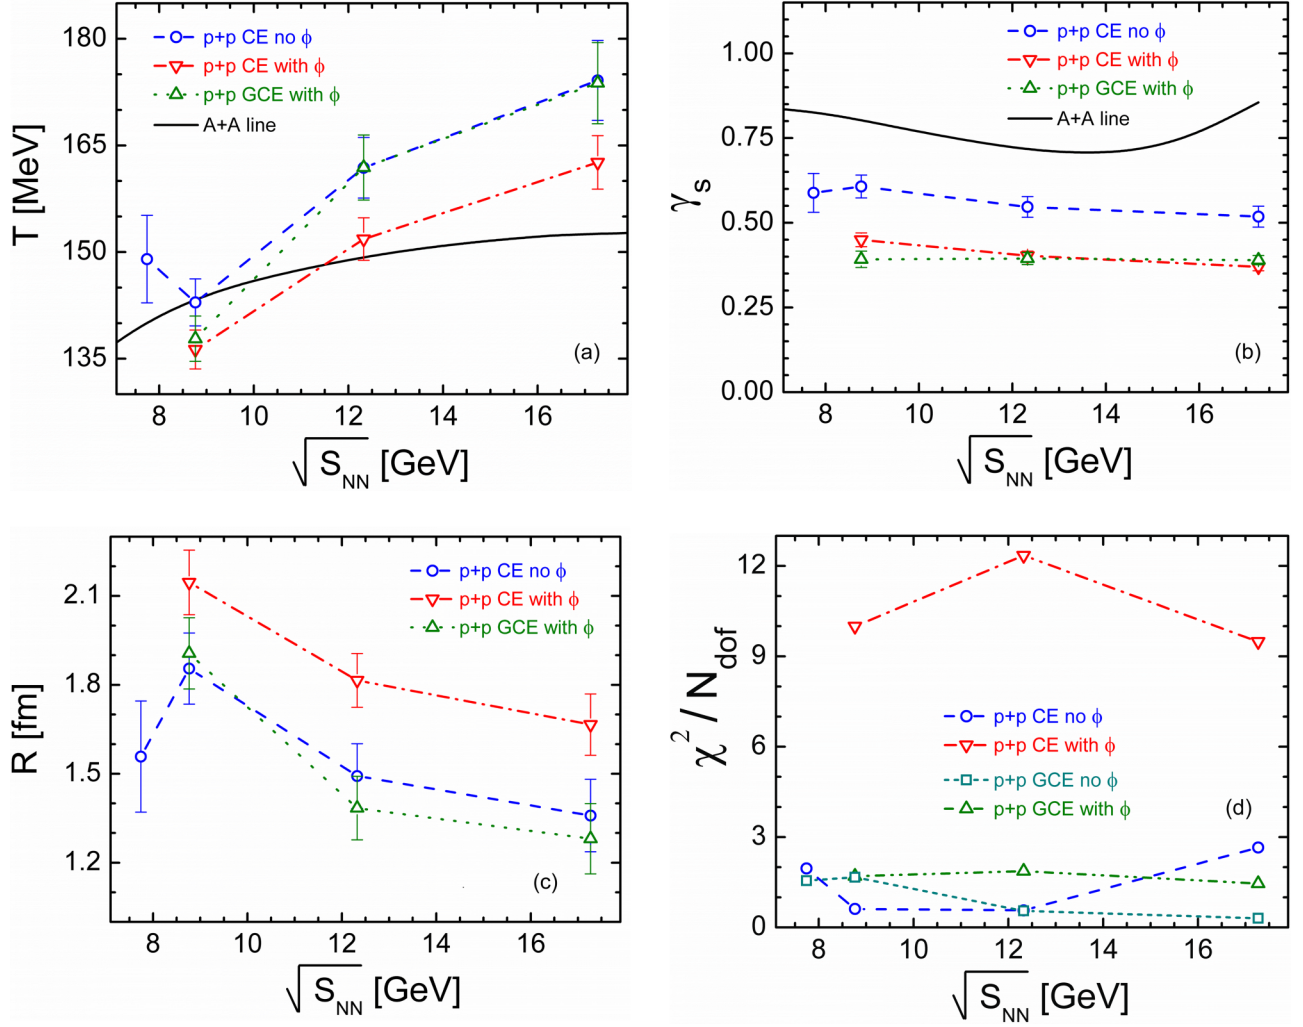 180
165
150
135
T [MeV]
p+p CE no ϕ
p+p CE with ϕ
p+p GCE with ϕ
A+A line
(a)
8 10 12 14 16
√S_NN [GeV]
1.00
0.75
0.50
0.25
0.00
γ_s
p+p CE no ϕ
p+p CE with ϕ
p+p GCE with ϕ
A+A line
(b)
8 10 12 14 16
√S_NN [GeV]
2.1
1.8
1.5
1.2
R [fm]
p+p CE no ϕ
p+p CE with ϕ
p+p GCE with ϕ
(c)
8 10 12 14 16
√S_NN [GeV]
12
9
6
3
0
χ² / N_dof
p+p CE no ϕ
p+p CE with ϕ
p+p GCE no ϕ
p+p GCE with ϕ
(d)
8 10 12 14 16
√S_NN [GeV]